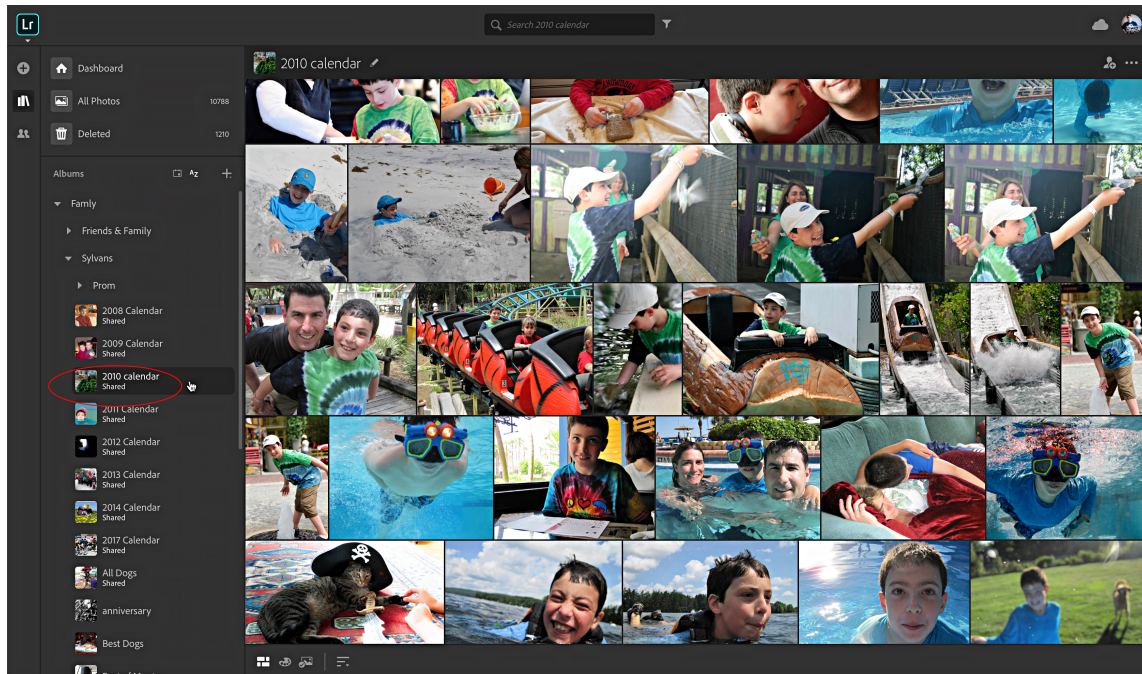 Lr
Search 2010 calendar
Dashboard
2010 calendar
All Photos
10788
Deleted
1210
Albums
Az
Famly
Friends & Family
Sylvans
Prom
2008 Calendar
Shared
2009 Calendar
Shared
2010 calendar
Shared
2011 Calendar
Shared
2012 Calendar
Shared
2013 Calendar
Shared
2014 Calendar
Shared
2017 Calendar
Shared
All Dogs
Shared
anniversary
Best Dogs